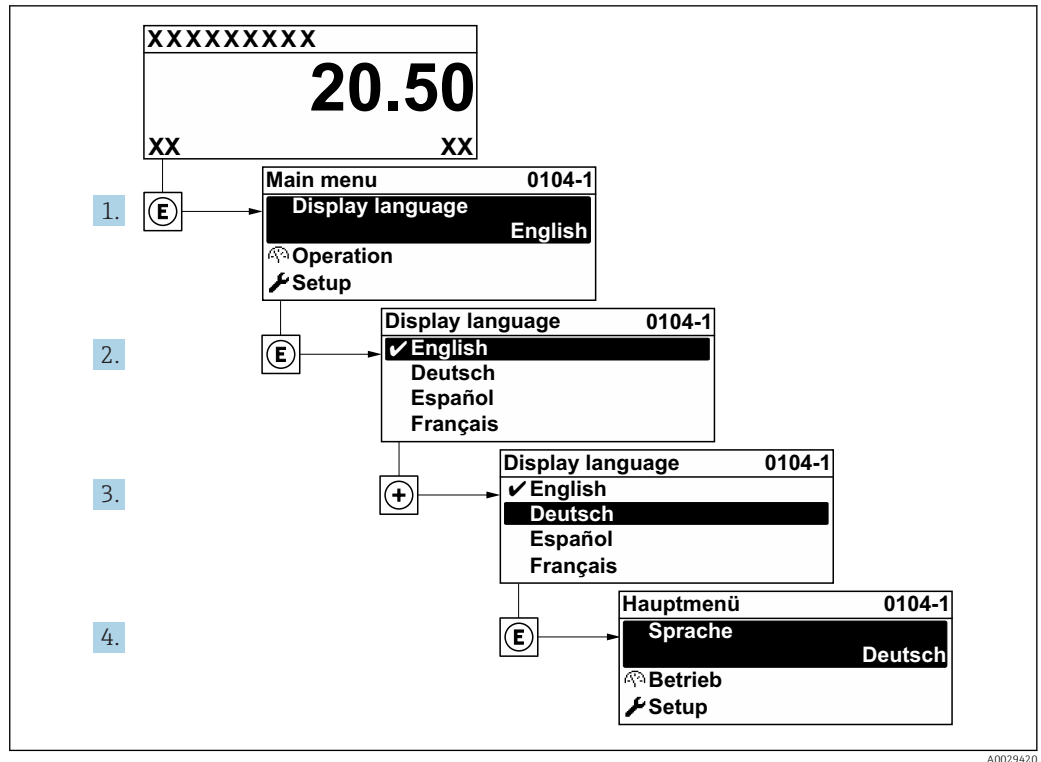 XXXXXXXXX
20.50
XX XX
1. E
Main menu 0104-1
Display language
English
Operation
Setup
2. E
Display language 0104-1
✔English
Deutsch
Español
Français
3. +
Display language 0104-1
✔English
Deutsch
Español
Français
4. E
Hauptmenü 0104-1
Sprache
Deutsch
Betrieb
Setup
A0029420